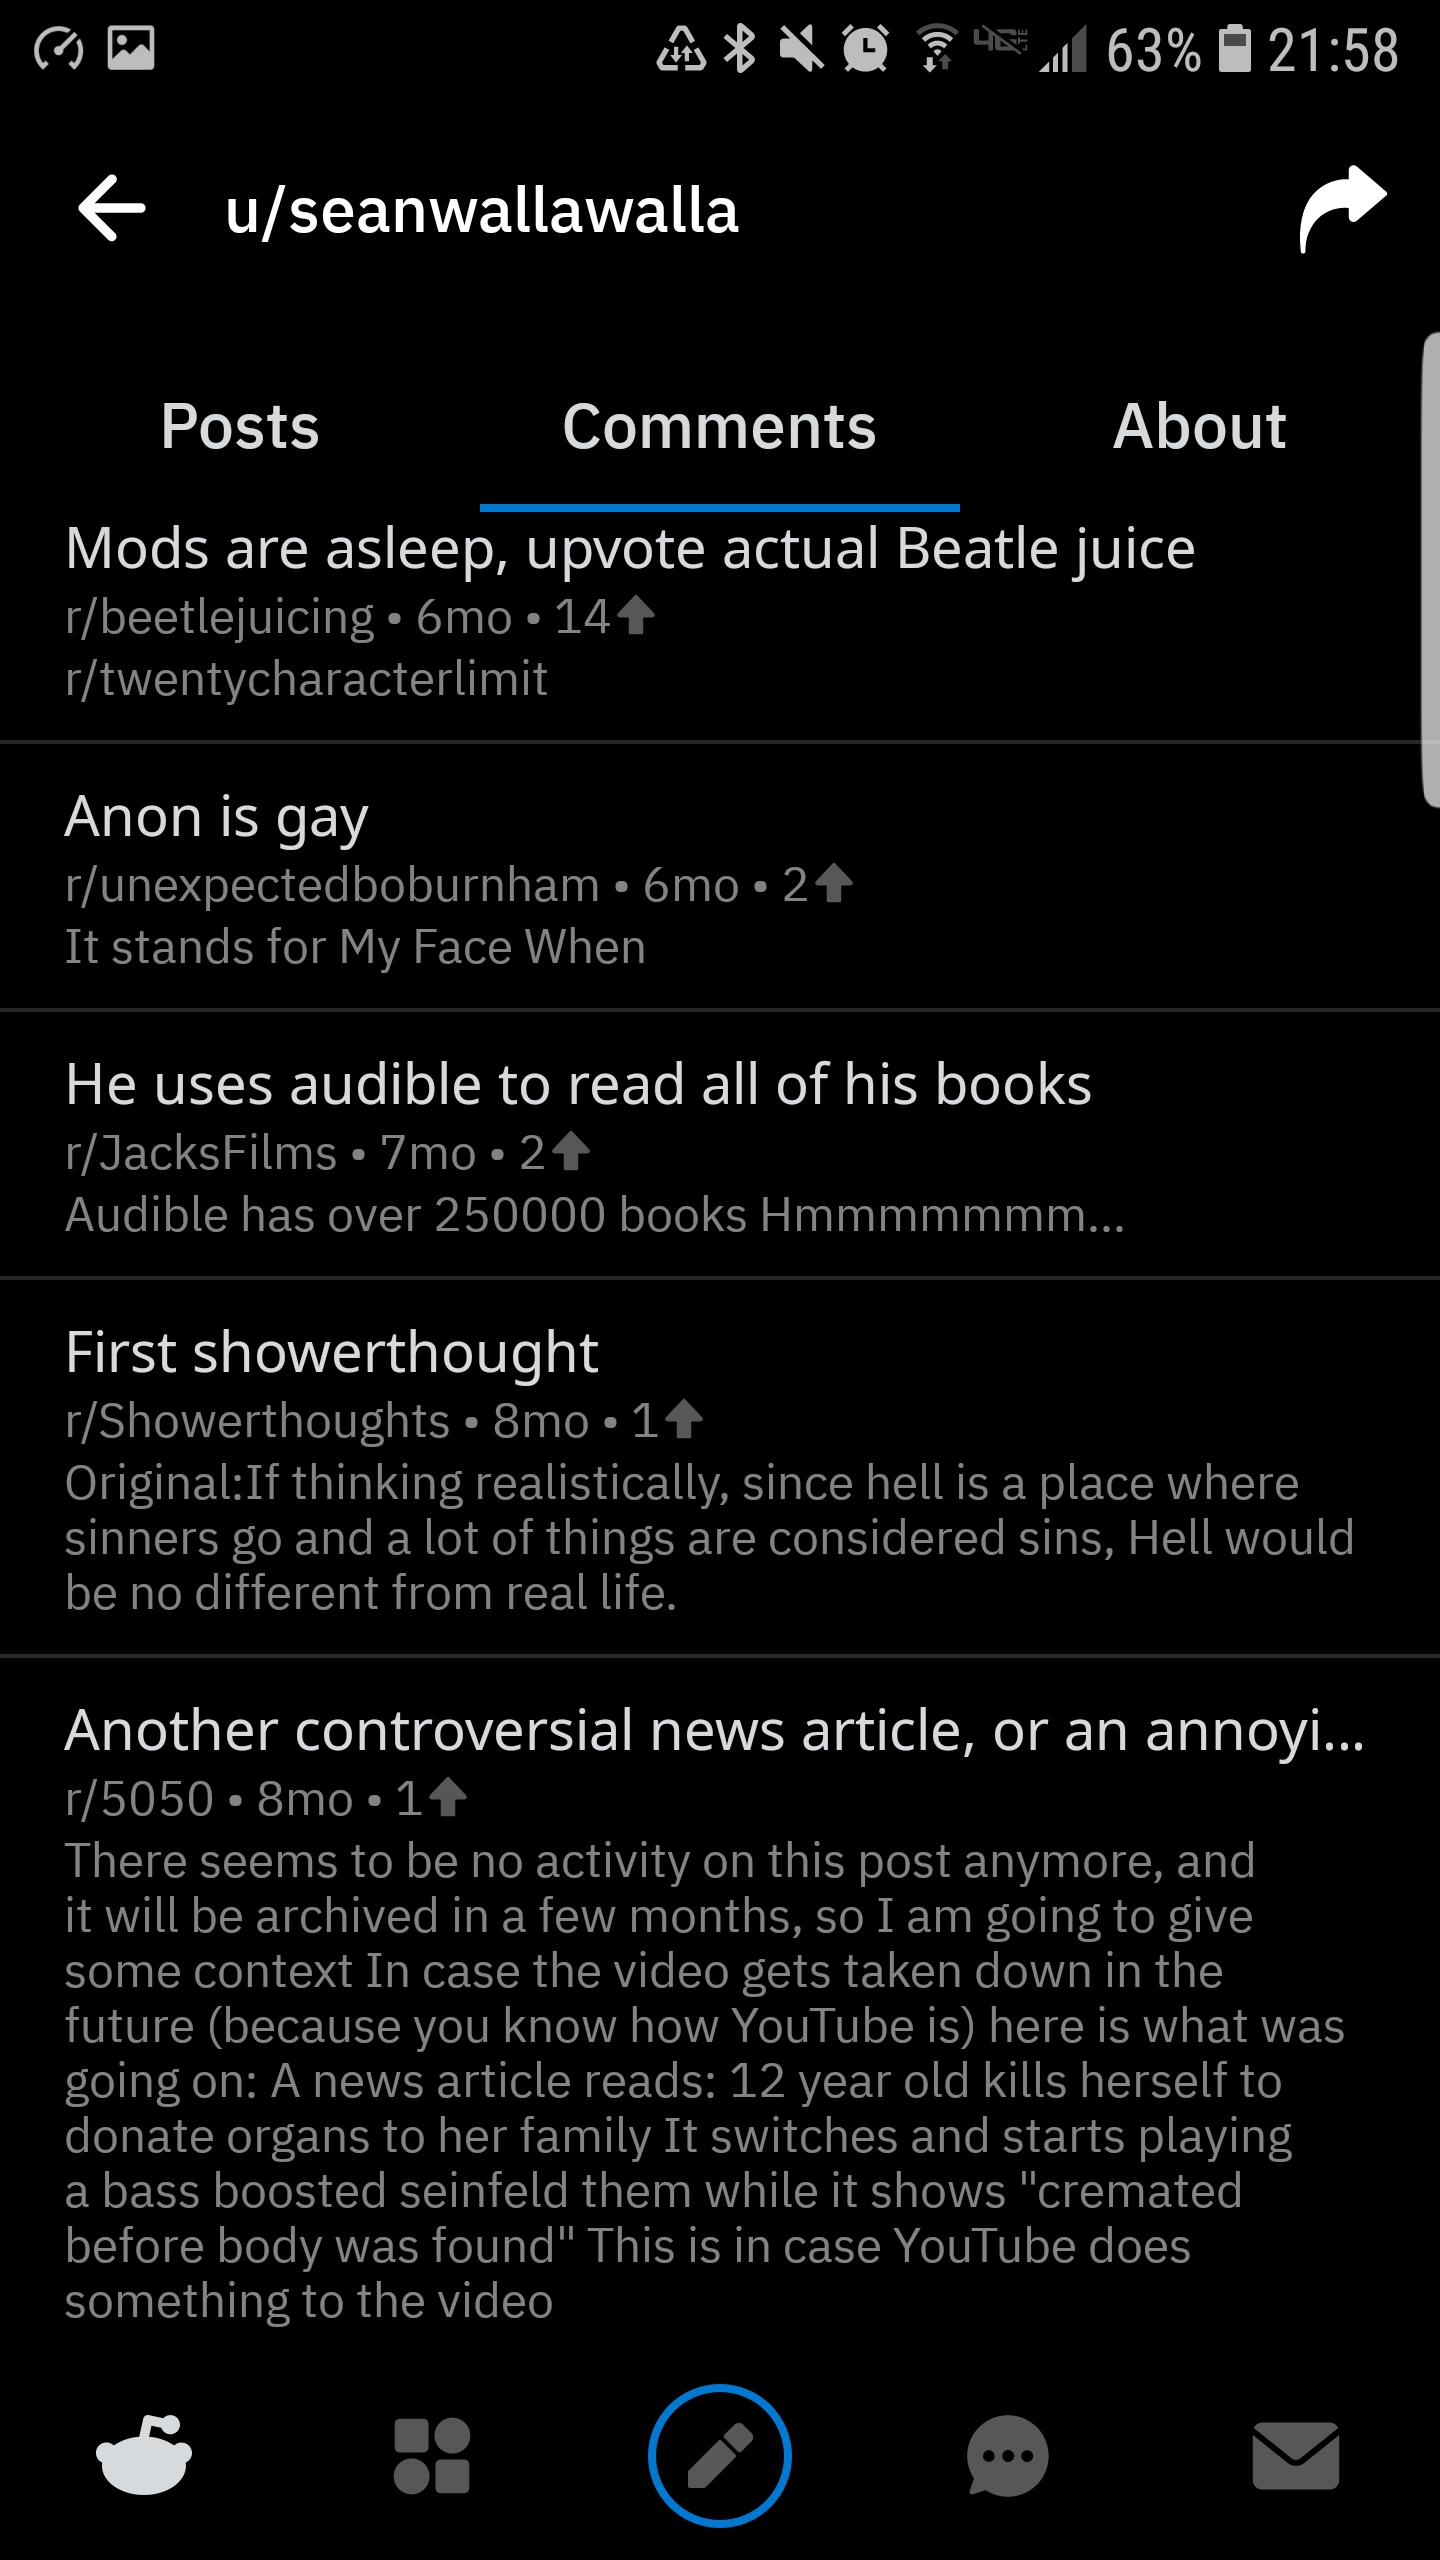 63% 21:58
u/seanwallawalla
Posts Comments About
Mods are asleep, upvote actual Beatle juice
r/beetlejuicing • 6mo • 14
r/twentycharacterlimit
Anon is gay
r/unexpectedboburnham • 6mo • 2
It stands for My Face When
He uses audible to read all of his books
r/JacksFilms • 7mo • 2
Audible has over 250000 books Hmmmmmmmm...
First showerthought
r/Showerthoughts • 8mo • 1
Original:If thinking realistically, since hell is a place where
sinners go and a lot of things are considered sins, Hell would
be no different from real life.
Another controversial news article, or an annoyi...
r/5050 • 8mo • 1
There seems to be no activity on this post anymore, and
it will be archived in a few months, so I am going to give
some context In case the video gets taken down in the
future (because you know how YouTube is) here is what was
going on: A news article reads: 12 year old kills herself to
donate organs to her family It switches and starts playing
a bass boosted seinfeld them while it shows "cremated
before body was found" This is in case YouTube does
something to the video